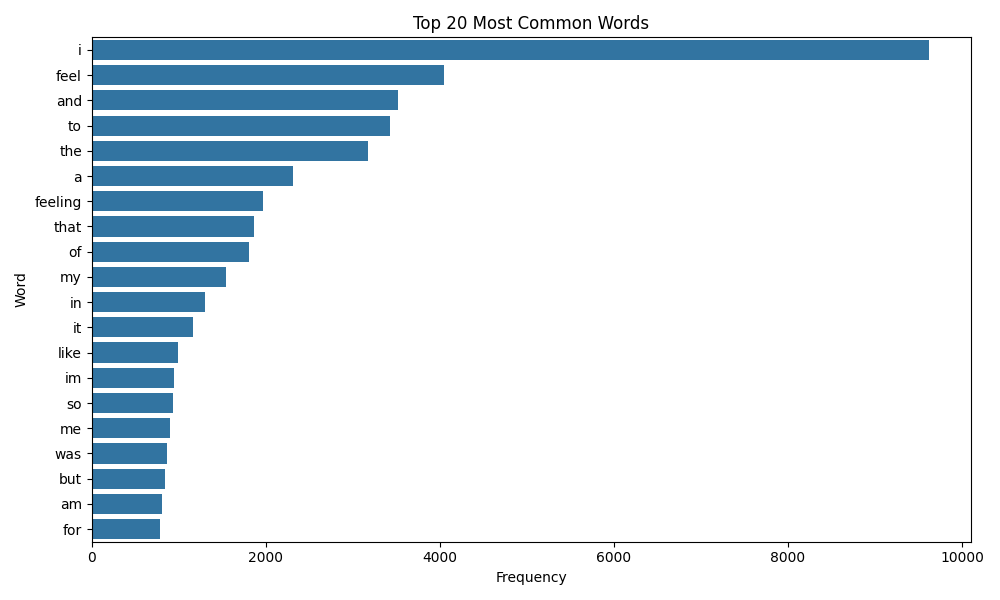 Top 20 Most Common Words
Word
i
feel
and
to
the
a
feeling
that
of
my
in
it
like
im
so
me
was
but
am
for
0 2000 4000 6000 8000 10000
Frequency